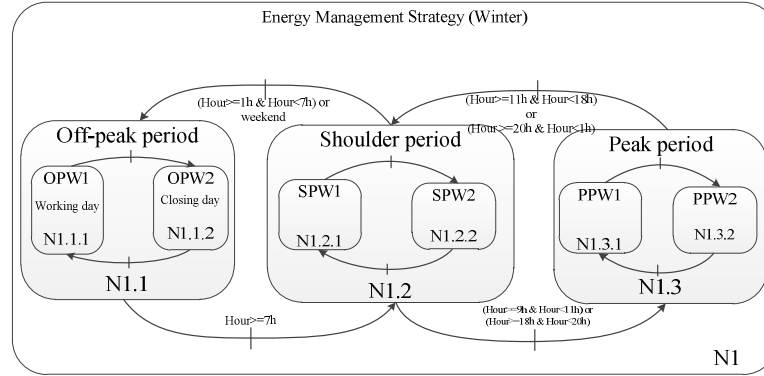 Energy Management Strategy (Winter)
(Hour>=1h & Hour<7h) or
weekend
(Hour>=11h & Hour<18h)
or
(Hour>=20h & Hour<1h)
Off-peak period
Shoulder period
Peak period
OPW1
Working day
N1.1.1
OPW2
Closing day
N1.1.2
SPW1
N1.2.1
SPW2
N1.2.2
PPW1
N1.3.1
PPW2
N1.3.2
N1.1
N1.2
N1.3
Hour>=7h
(Hour>=9h & Hour<11h) or
(Hour>=18h & Hour<20h)
N1